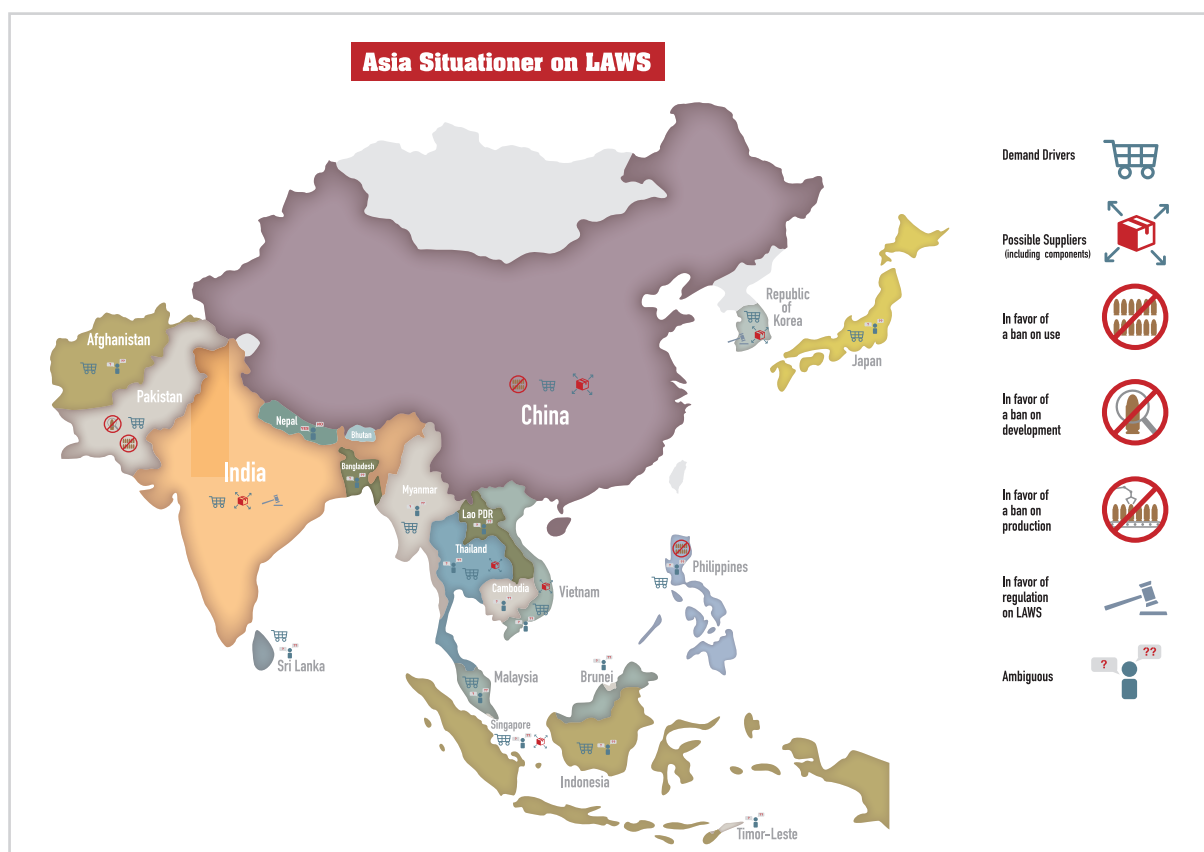 Asia Situationer on LAWS
Demand Drivers
Possible Suppliers
(including components)
In favor of
a ban on use
In favor of
a ban on
development
In favor of
a ban on
production
In favor of
regulation
on LAWS
Ambiguous
?
??
Republic
of
Korea
Japan
Afghanistan
Pakistan
China
Nepal
Bhutan
India
Bangladesh
Myanmar
Lao PDR
Thailand
Cambodia
Vietnam
Philippines
Sri Lanka
Malaysia
Brunei
Singapore
Indonesia
Timor-Leste